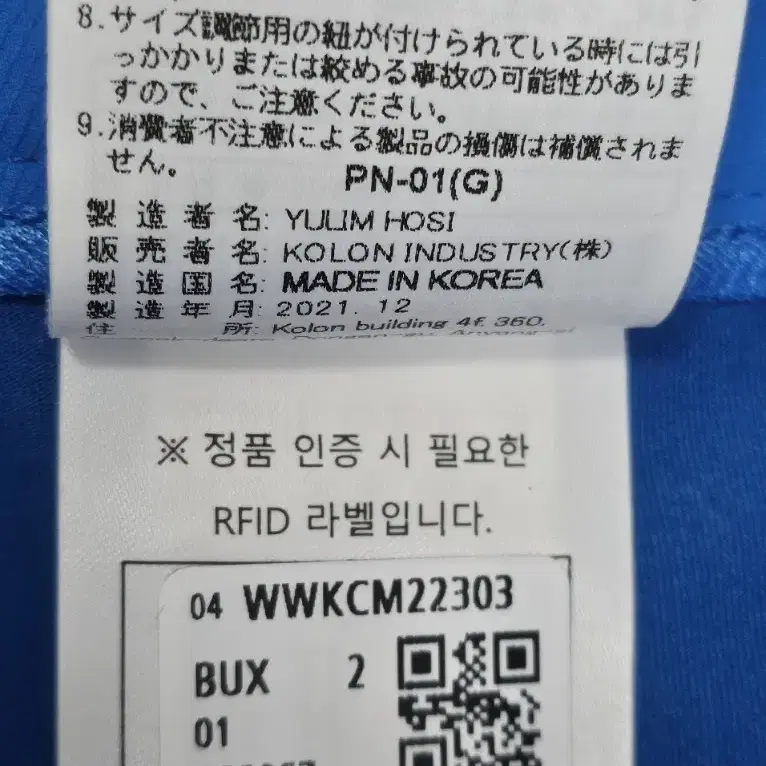 8.サイズ調節用の紐が付けられている時には引
っかかりまたは絞める事故の可能性がありま
すので、ご注意ください。
9.消費者不注意による製品の損傷は補償されま
せん。
PN-01(G)
製造者名: YULIM HOSI
販売者名: KOLON INDUSTRY(株)
製造国名: MADE IN KOREA
製造年月: 2021. 12
住所: Kolon building 4f. 360,
※ 정품 인증 시 필요한
RFID 라벨입니다.
04 WWKCM22303
BUX 2
01